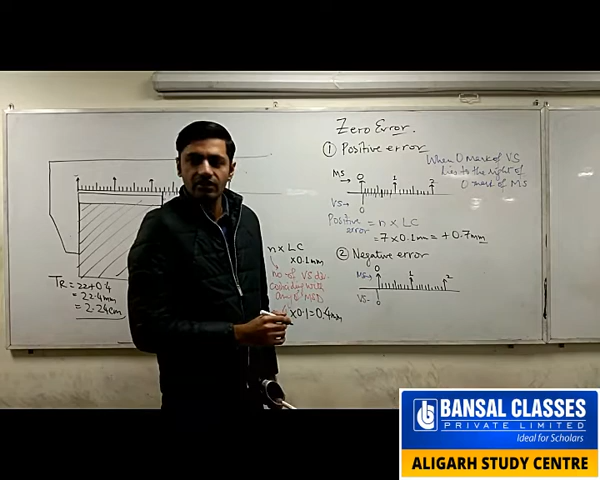 Zero Error.
① Positive error
When 0 mark of VS
lies to the right of
0 mark of MS
MS →
0
1
2
VS →
0
Positive error = n × LC
= 7 × 0.1mm = + 0.7mm
② Negative error
0
MS→
1
2
VS→
0
n × LC
× 0.1mm
no of VS div.
coinciding with
any of MSD
× 0.1 = 0.4mm
TR = 22 + 0.4
= 22.4mm
= 2.24cm
BANSAL CLASSES
PRIVATE LIMITED
Ideal for Scholars
ALIGARH STUDY CENTRE